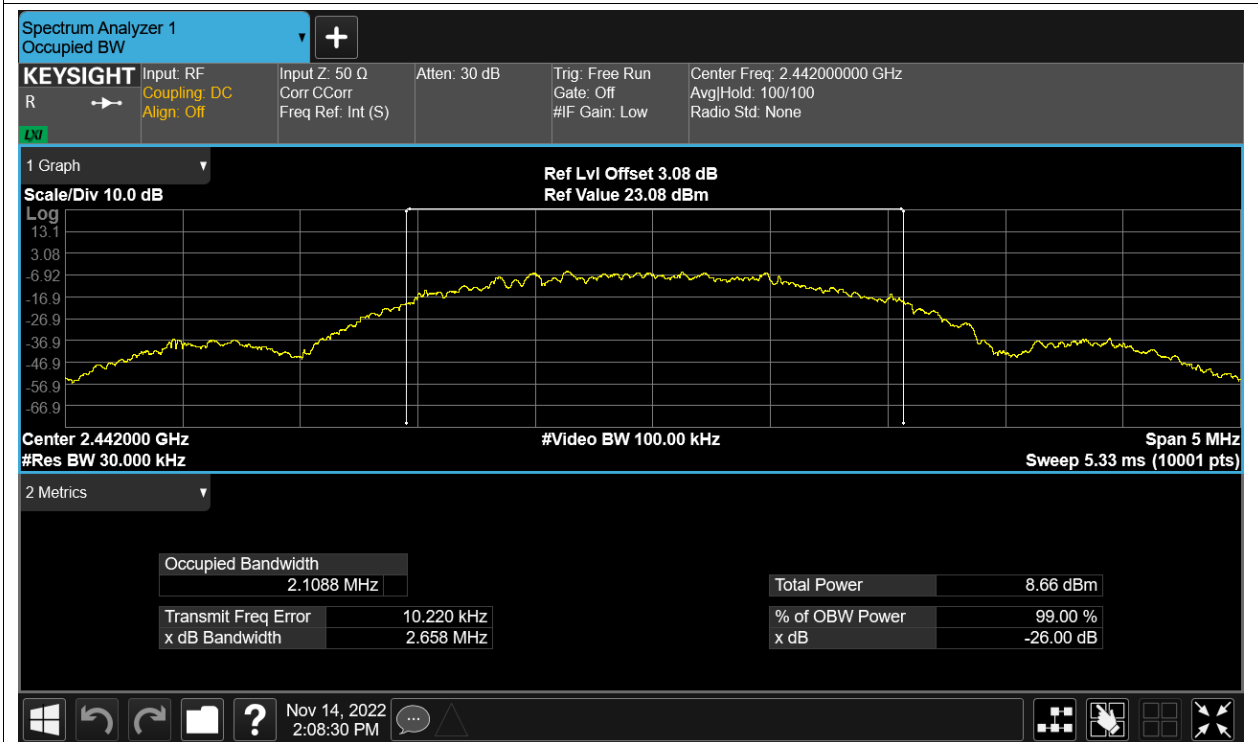 Spectrum Analyzer 1
Occupied BW
KEYSIGHT
R
LXI
Input: RF
Coupling: DC
Align: Off
Input Z: 50 Ω
Corr CCorr
Freq Ref: Int (S)
Atten: 30 dB
Trig: Free Run
Gate: Off
#IF Gain: Low
Center Freq: 2.442000000 GHz
Avg|Hold: 100/100
Radio Std: None
1 Graph
Scale/Div 10.0 dB
Ref Lvl Offset 3.08 dB
Ref Value 23.08 dBm
Log
13.1
3.08
-6.92
-16.9
-26.9
-36.9
-46.9
-56.9
-66.9
Center 2.442000 GHz
#Video BW 100.00 kHz
Span 5 MHz
#Res BW 30.000 kHz
Sweep 5.33 ms (10001 pts)
2 Metrics
Occupied Bandwidth
2.1088 MHz
Transmit Freq Error 10.220 kHz
x dB Bandwidth 2.658 MHz
Total Power 8.66 dBm
% of OBW Power 99.00 %
x dB -26.00 dB
?
Nov 14, 2022
2:08:30 PM